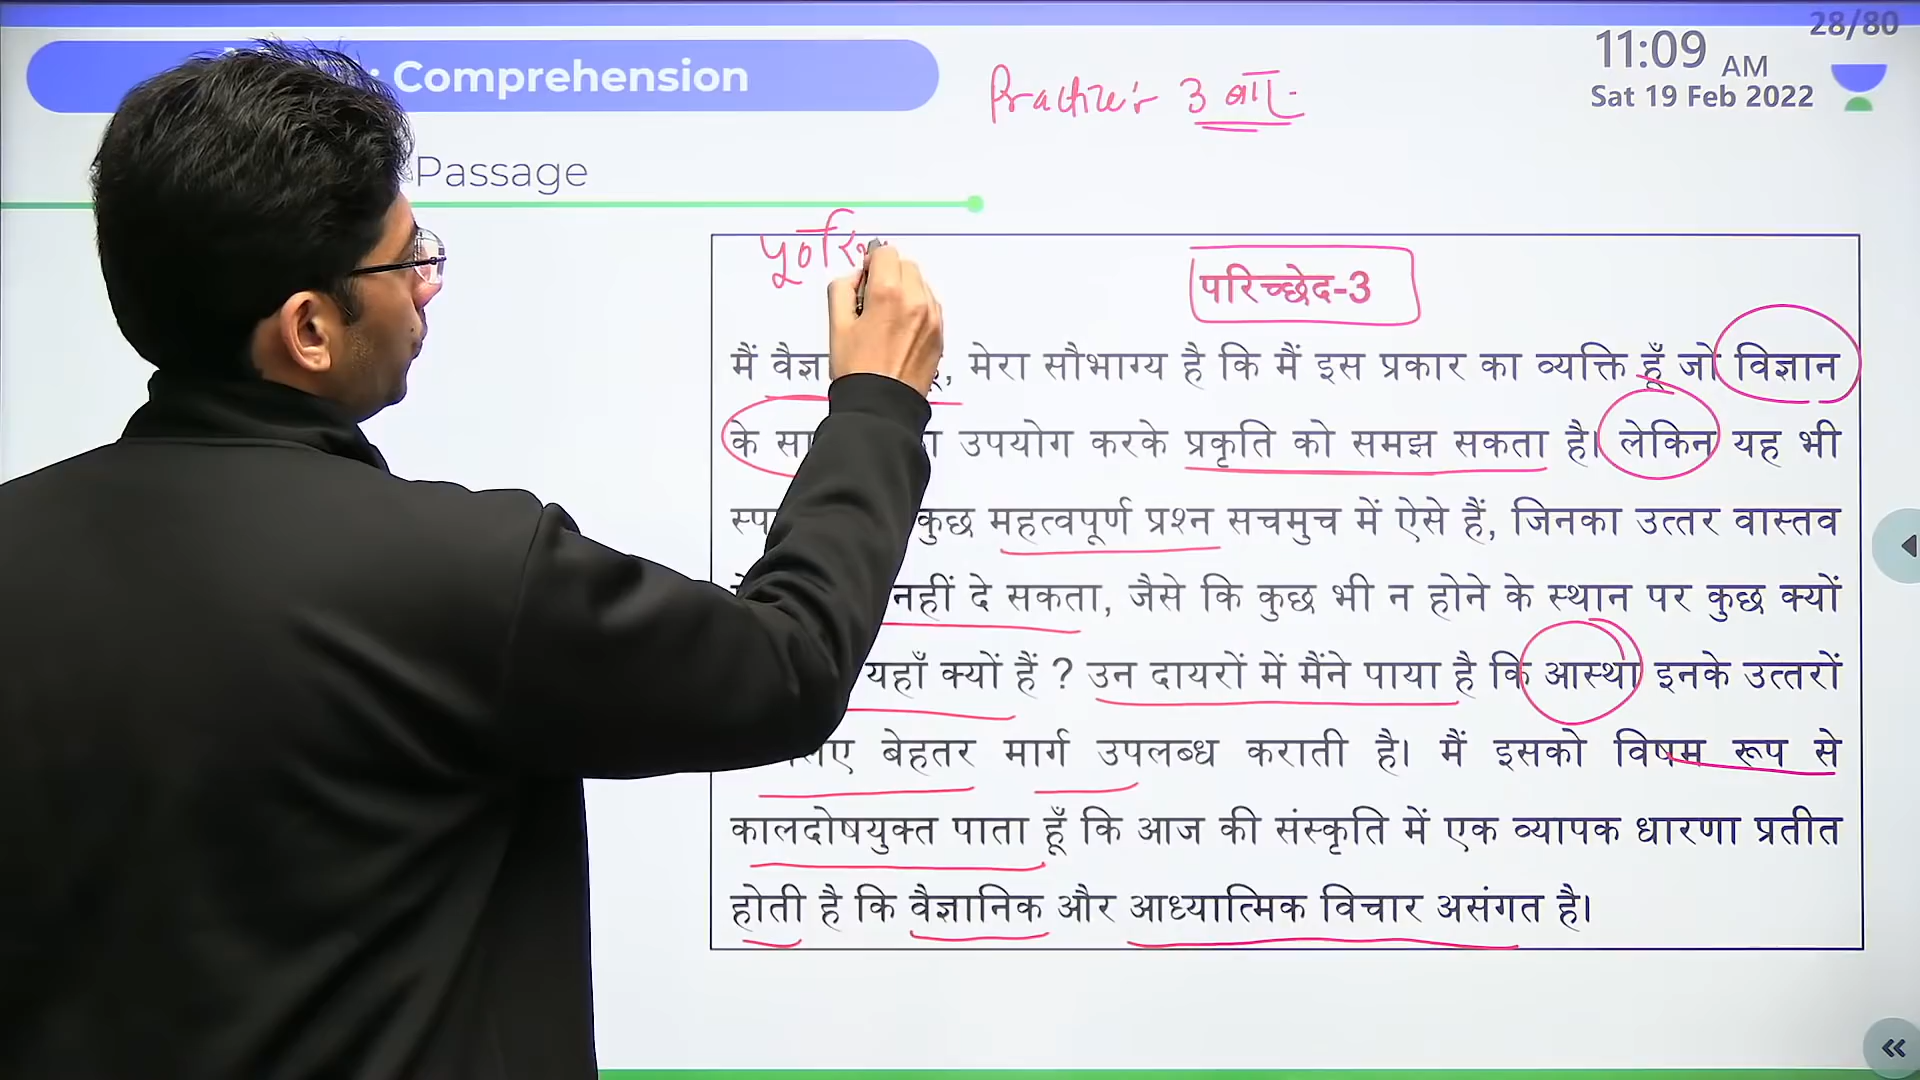 28/80
: Comprehension
Practice:- 3 बार
11:09 AM
Sat 19 Feb 2022
Passage
परिच्छेद-3
मैं मेरा सौभाग्य है कि मैं इस प्रकार का व्यक्ति हूँ जो विज्ञान
के उपयोग करके प्रकृति को समझ सकता है। लेकिन यह भी
कुछ महत्वपूर्ण प्रश्न सचमुच में ऐसे हैं, जिनका उत्तर वास्तव
नहीं दे सकता, जैसे कि कुछ भी न होने के स्थान पर कुछ क्यों
यहाँ क्यों हैं ? उन दायरों में मैंने पाया है कि आस्था इनके उत्तरों
बेहतर मार्ग उपलब्ध कराती है। मैं इसको विषम रूप से
कालदोषयुक्त पाता हूँ कि आज की संस्कृति में एक व्यापक धारणा प्रतीत
होती है कि वैज्ञानिक और आध्यात्मिक विचार असंगत है।